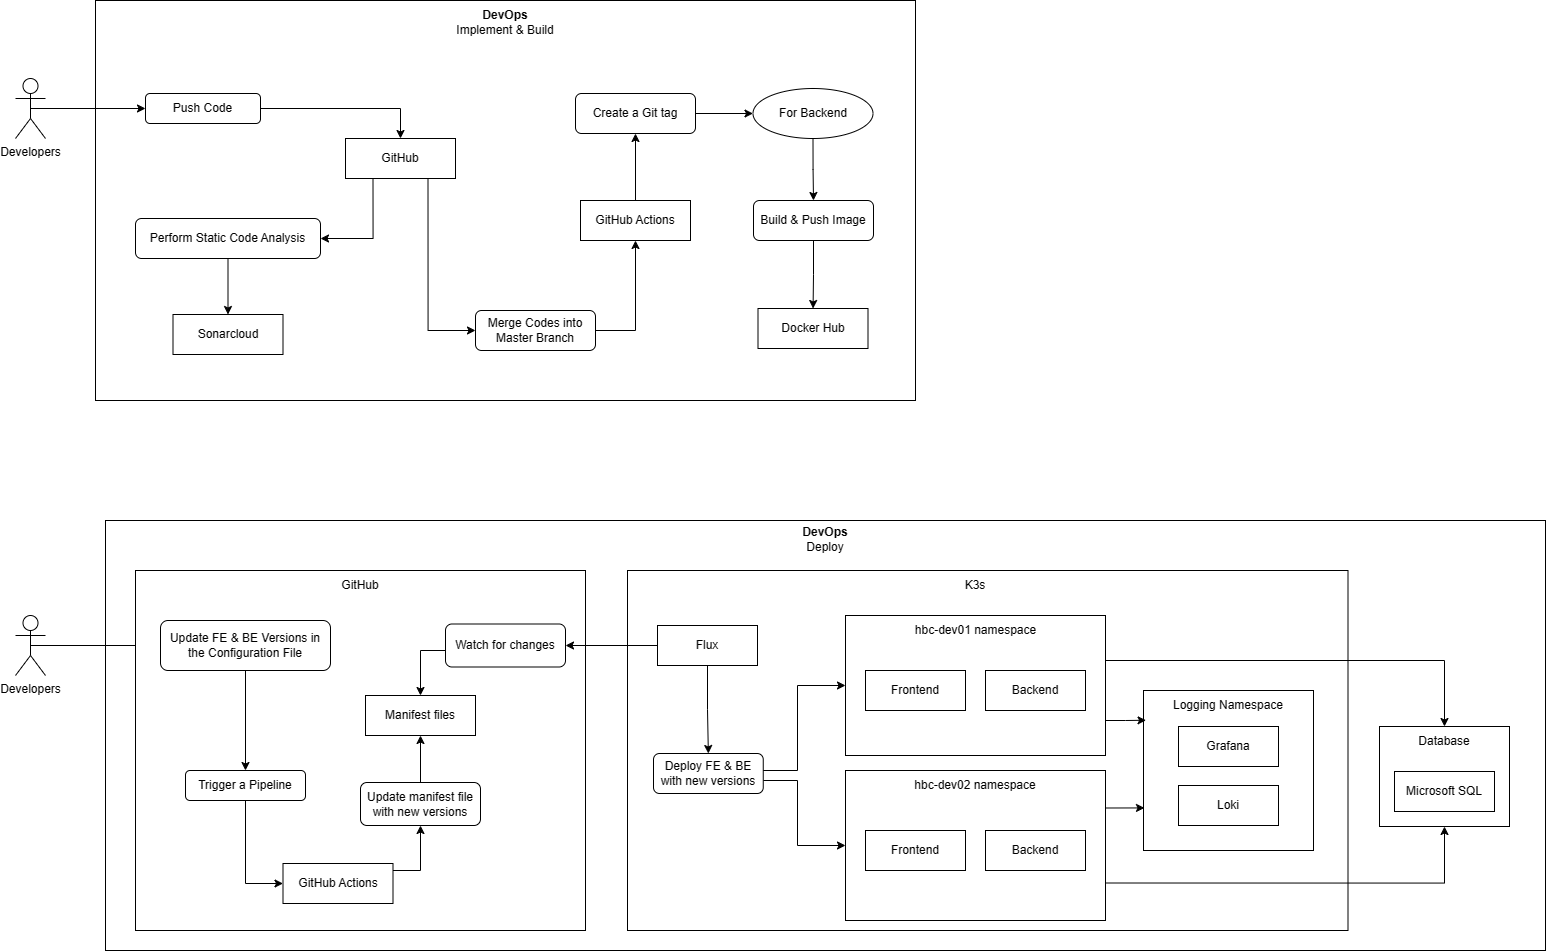 DevOps
Implement & Build
Developers
Push Code
GitHub
Perform Static Code Analysis
Sonarcloud
Merge Codes into
Master Branch
GitHub Actions
Create a Git tag
For Backend
Build & Push Image
Docker Hub
DevOps
Deploy
Developers
GitHub
Update FE & BE Versions in
the Configuration File
Trigger a Pipeline
GitHub Actions
Update manifest file
with new versions
Manifest files
Watch for changes
K3s
Flux
Deploy FE & BE
with new versions
hbc-dev01 namespace
Frontend
Backend
hbc-dev02 namespace
Frontend
Backend
Logging Namespace
Grafana
Loki
Database
Microsoft SQL